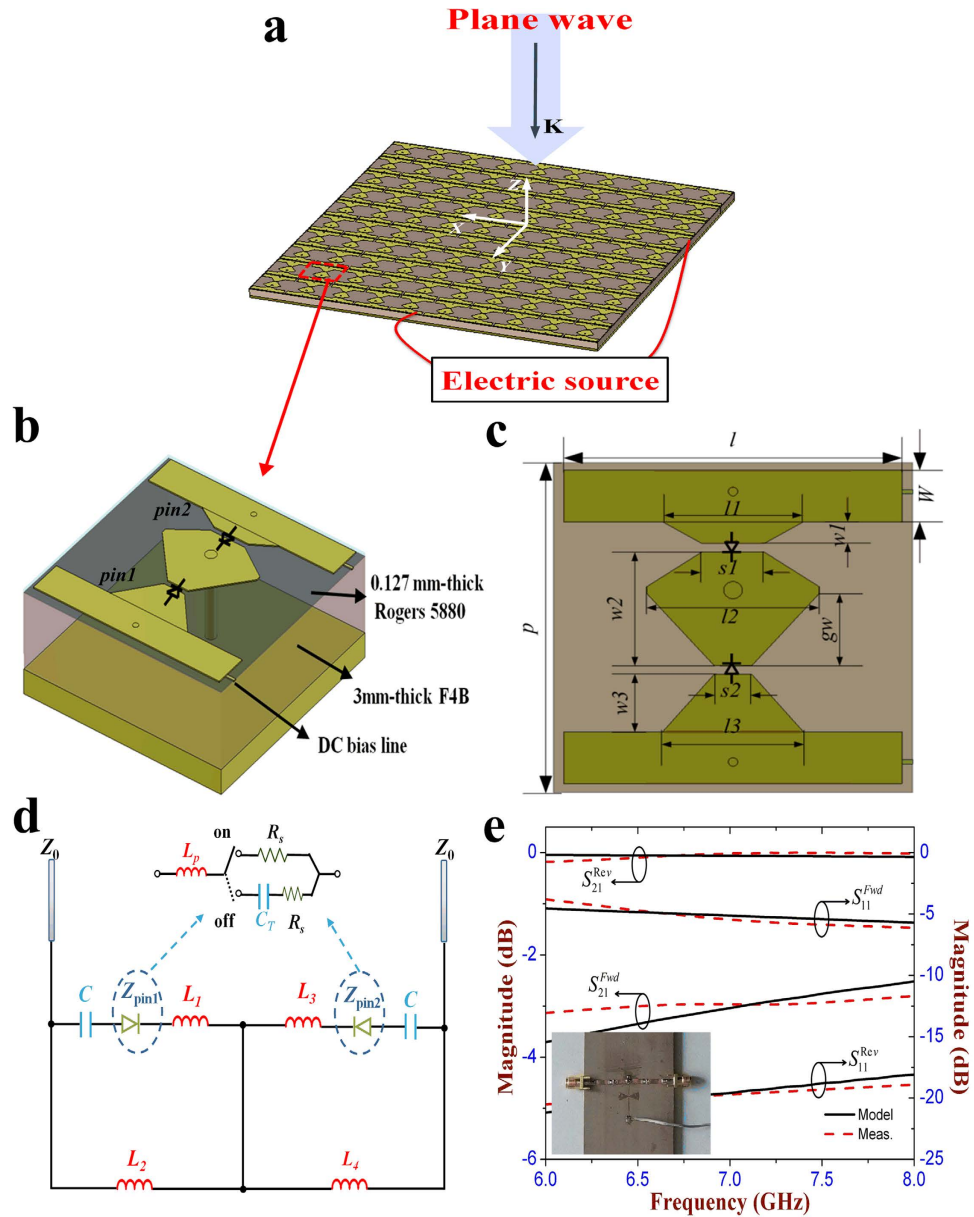 a
Plane wave
K
Z
X
Y
Electric source
b
pin2
pin1
0.127 mm-thick
Rogers 5880
3mm-thick F4B
DC bias line
c
l
W
l1
w1
s1
p
w2
l2
gw
w3
s2
l3
d
Z0
on
Rs
Lp
off
CT
Rs
Z0
C
Zpin1
L1
L3
Zpin2
C
L2
L4
e
Magnitude (dB)
0
-2
-4
-6
S21Rev
S11Fwd
S21Fwd
S11Rev
Model
Meas.
0
-5
-10
-15
-20
-25
Magnitude (dB)
6.0 6.5 7.0 7.5 8.0
Frequency (GHz)